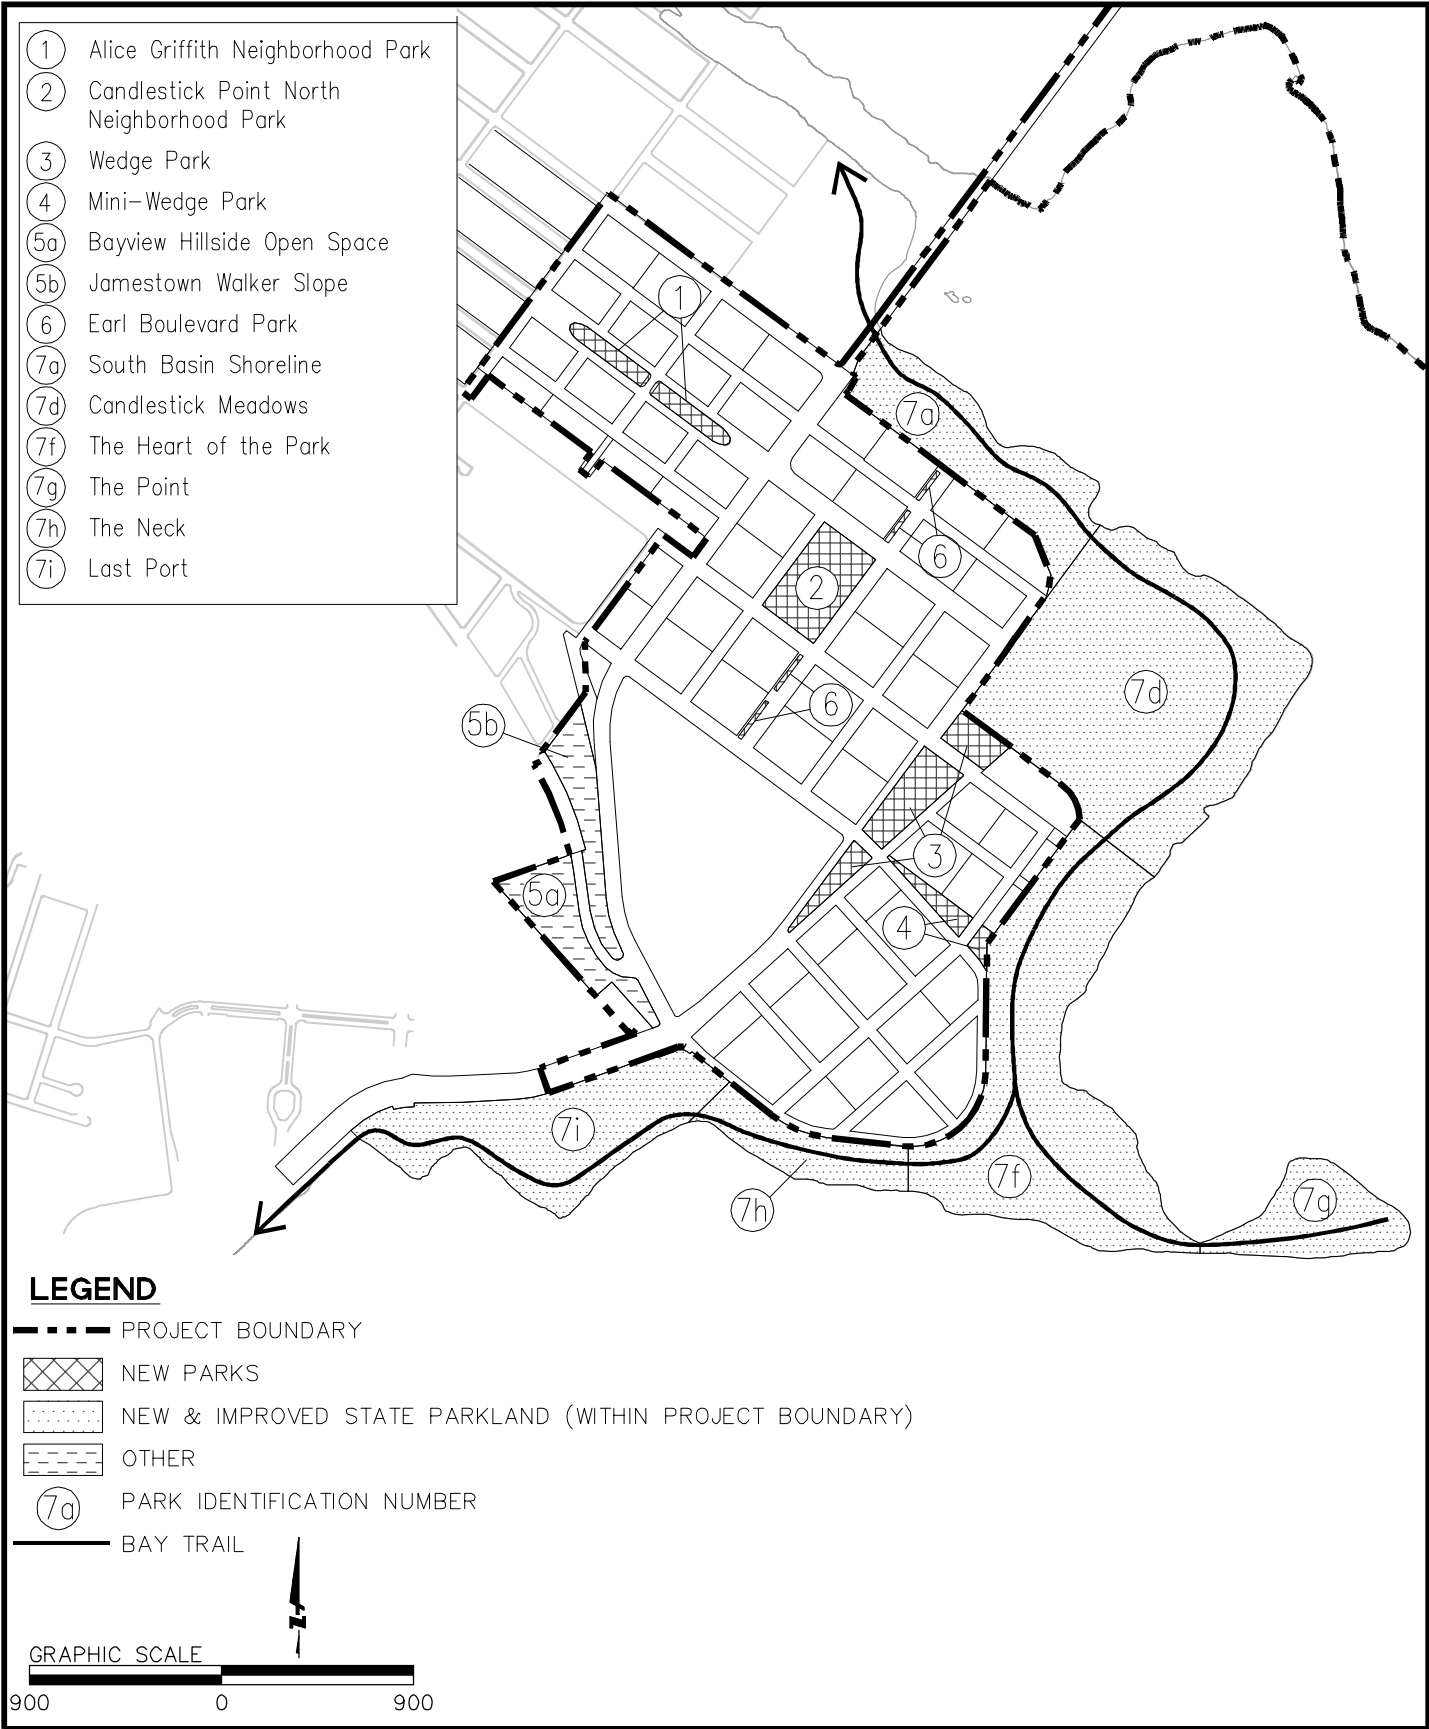 1 Alice Griffith Neighborhood Park
2 Candlestick Point North
Neighborhood Park
3 Wedge Park
4 Mini-Wedge Park
5a Bayview Hillside Open Space
5b Jamestown Walker Slope
6 Earl Boulevard Park
7a South Basin Shoreline
7d Candlestick Meadows
7f The Heart of the Park
7g The Point
7h The Neck
7i Last Port
1
7a
6
2
7d
6
5b
3
5a
4
7i
7f
7g
7h
LEGEND
PROJECT BOUNDARY
NEW PARKS
NEW & IMPROVED STATE PARKLAND (WITHIN PROJECT BOUNDARY)
OTHER
7a PARK IDENTIFICATION NUMBER
BAY TRAIL
N
GRAPHIC SCALE
900 0 900